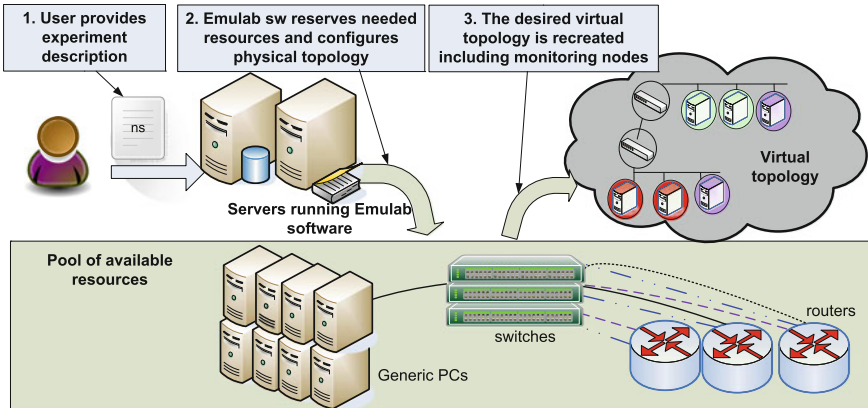 1. User provides
experiment
description
2. Emulab sw reserves needed
resources and configures
physical topology
3. The desired virtual
topology is recreated
including monitoring nodes
ns
Servers running Emulab
software
Virtual
topology
Pool of available
resources
Generic PCs
switches
routers